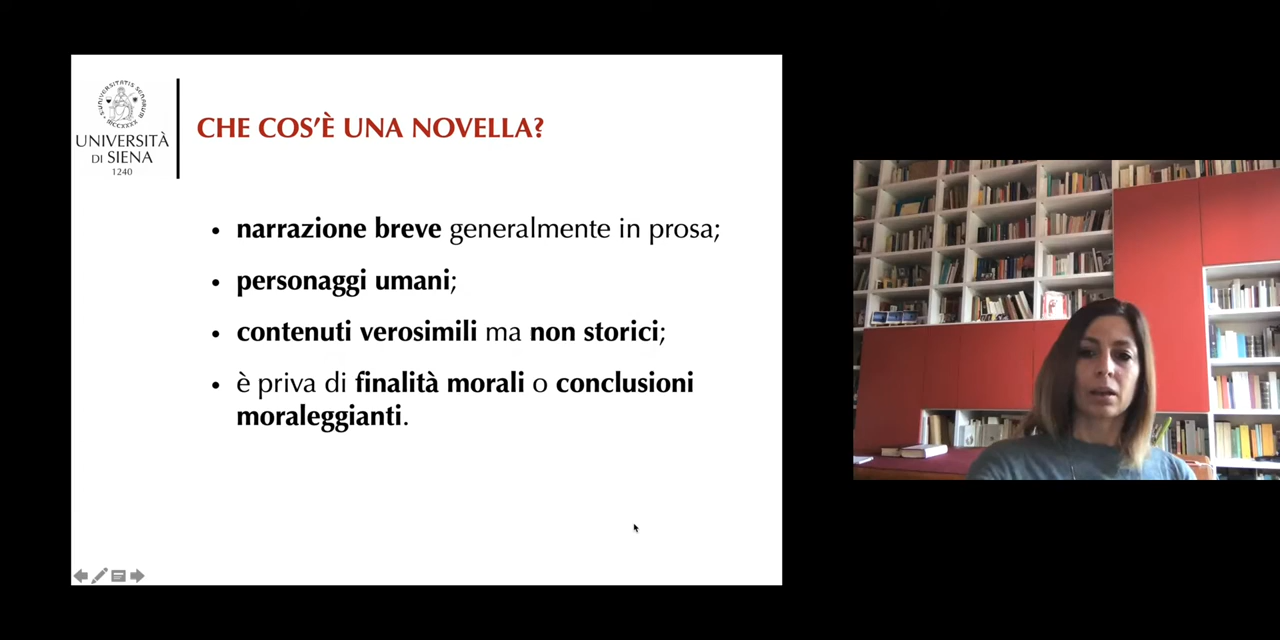 UNIVERSITÀ
DI SIENA
1240
CHE COS'È UNA NOVELLA?
• narrazione breve generalmente in prosa;
• personaggi umani;
• contenuti verosimili ma non storici;
• è priva di finalità morali o conclusioni
moraleggianti.